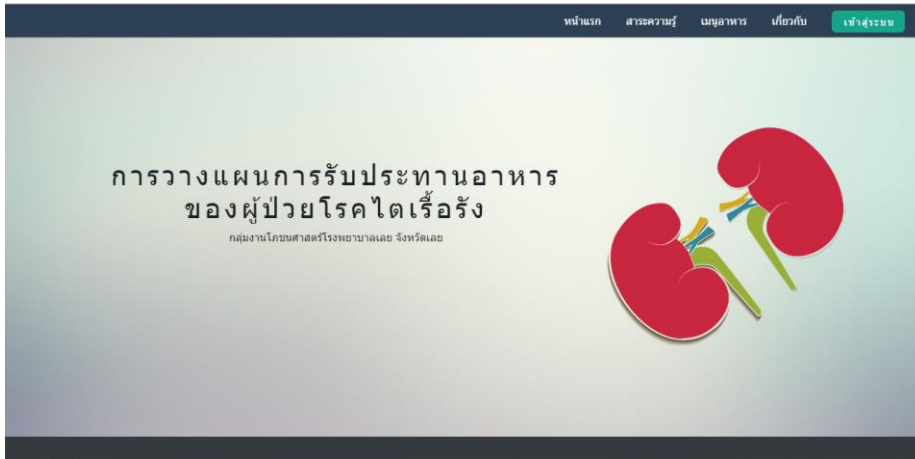 หน้าแรก สาระความรู้ เมนูอาหาร เกี่ยวกับ เข้าสู่ระบบ
การวางแผนการรับประทานอาหาร
ของผู้ป่วยโรคไตเรื้อรัง
กลุ่มงานโภชนศาสตร์โรงพยาบาลเลย จังหวัดเลย